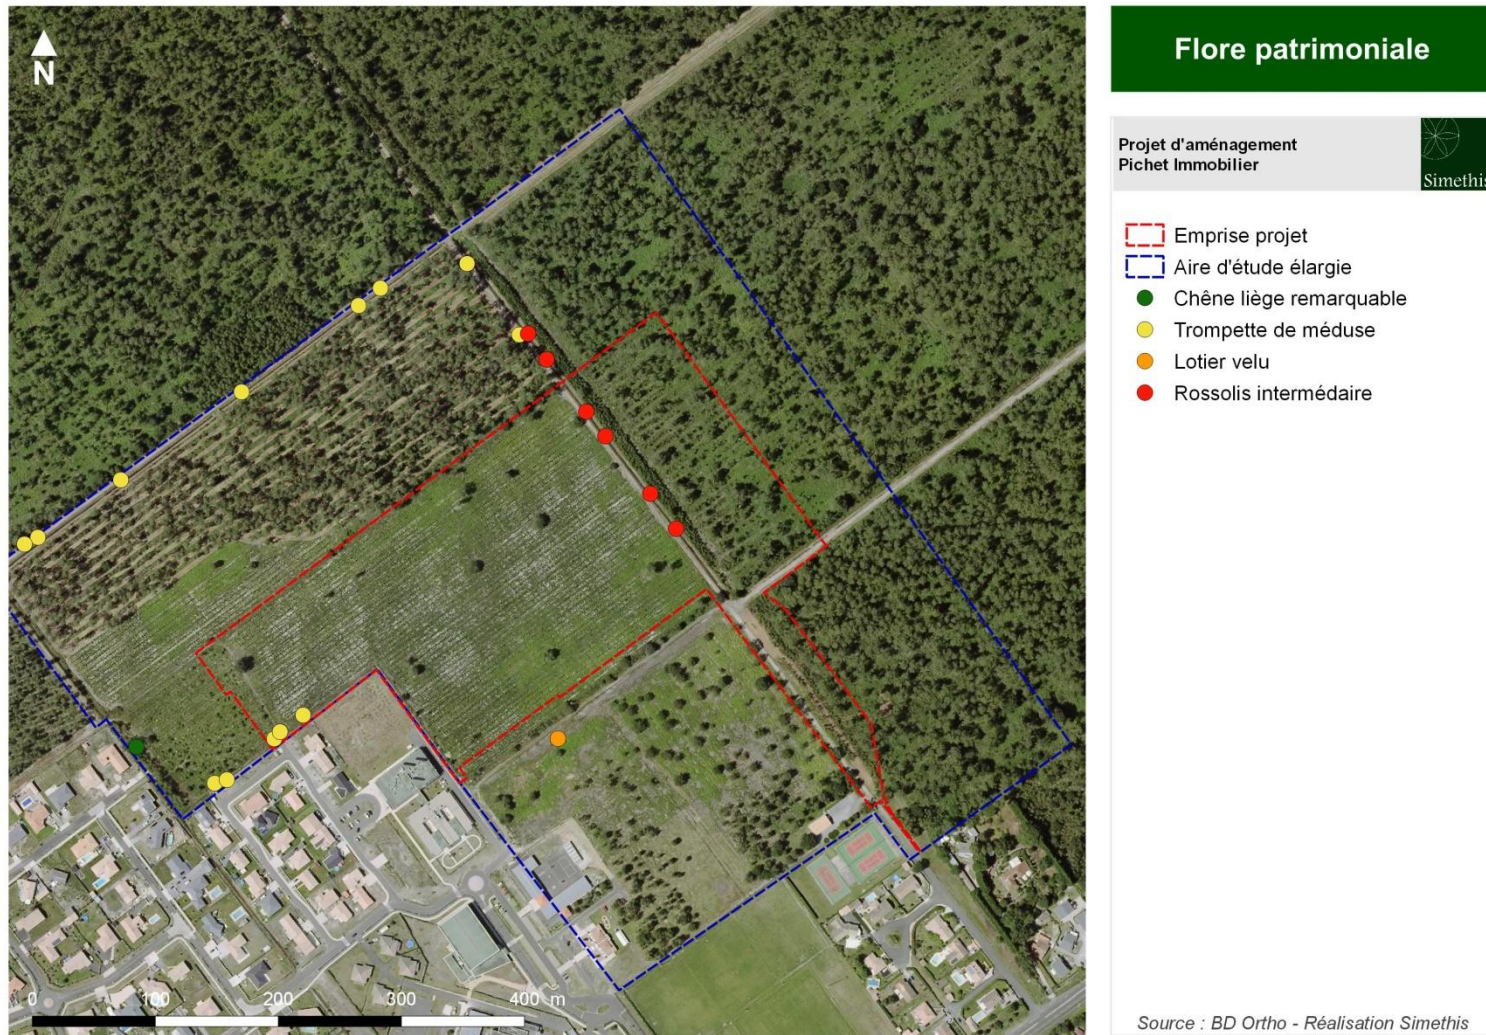 N
Flore patrimoniale
Projet d'aménagement
Pichet Immobilier
Simethis
Emprise projet
Aire d'étude élargie
Chêne liège remarquable
Trompette de méduse
Lotier velu
Rossolis intermédaire
0 100 200 300 400 m
Source : BD Ortho - Réalisation Simethis